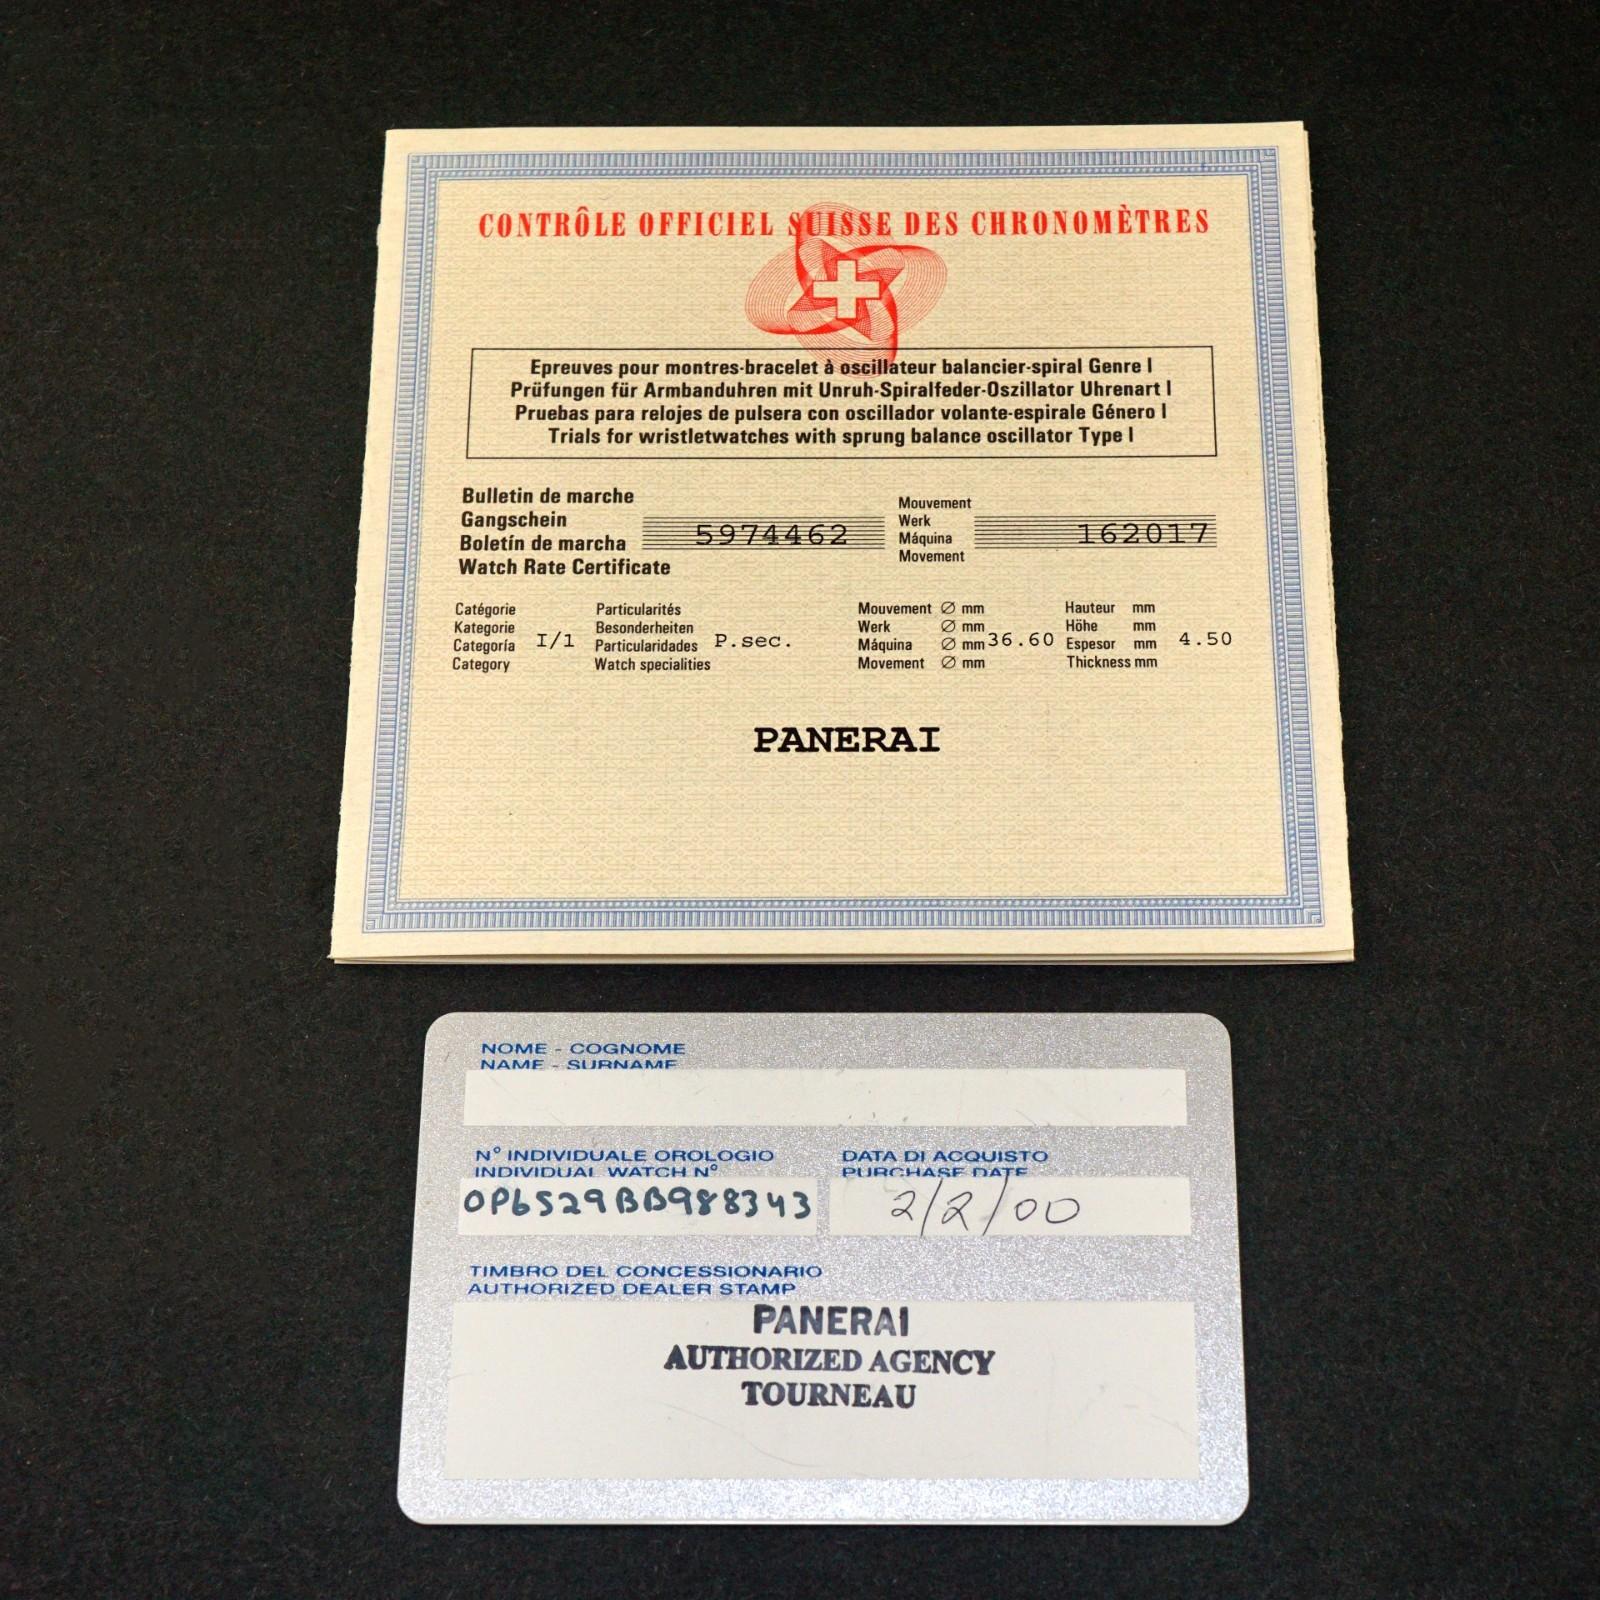 CONTRÔLE OFFICIEL SUISSE DES CHRONOMÈTRES
Epreuves pour montres-bracelet à oscillateur balancier-spiral Genre I
Prüfungen für Armbanduhren mit Unruh-Spiralfeder-Oszillator Uhrenart I
Pruebas para relojes de pulsera con oscillador volante-espirale Género I
Trials for wristletwatches with sprung balance oscillator Type I
Bulletin de marche
Gangschein
Boletín de marcha
Watch Rate Certificate
5974462
Mouvement
Werk
Máquina
Movement
162017
Catégorie
Kategorie
Categoría
Category
I/1
Particularités
Besonderheiten
Particularidades
Watch specialities
P.sec.
Mouvement ∅ mm
Werk ∅ mm
Máquina ∅ mm
Movement ∅ mm
36.60
Hauteur mm
Höhe mm
Espesor mm
Thickness mm
4.50
PANERAI
NOME - COGNOME
NAME - SURNAME
N° INDIVIDUALE OROLOGIO
INDIVIDUAL WATCH N°
OP6529BB988343
DATA DI ACQUISTO
PURCHASE DATE
2/2/00
TIMBRO DEL CONCESSIONARIO
AUTHORIZED DEALER STAMP
PANERAI
AUTHORIZED AGENCY
TOURNEAU